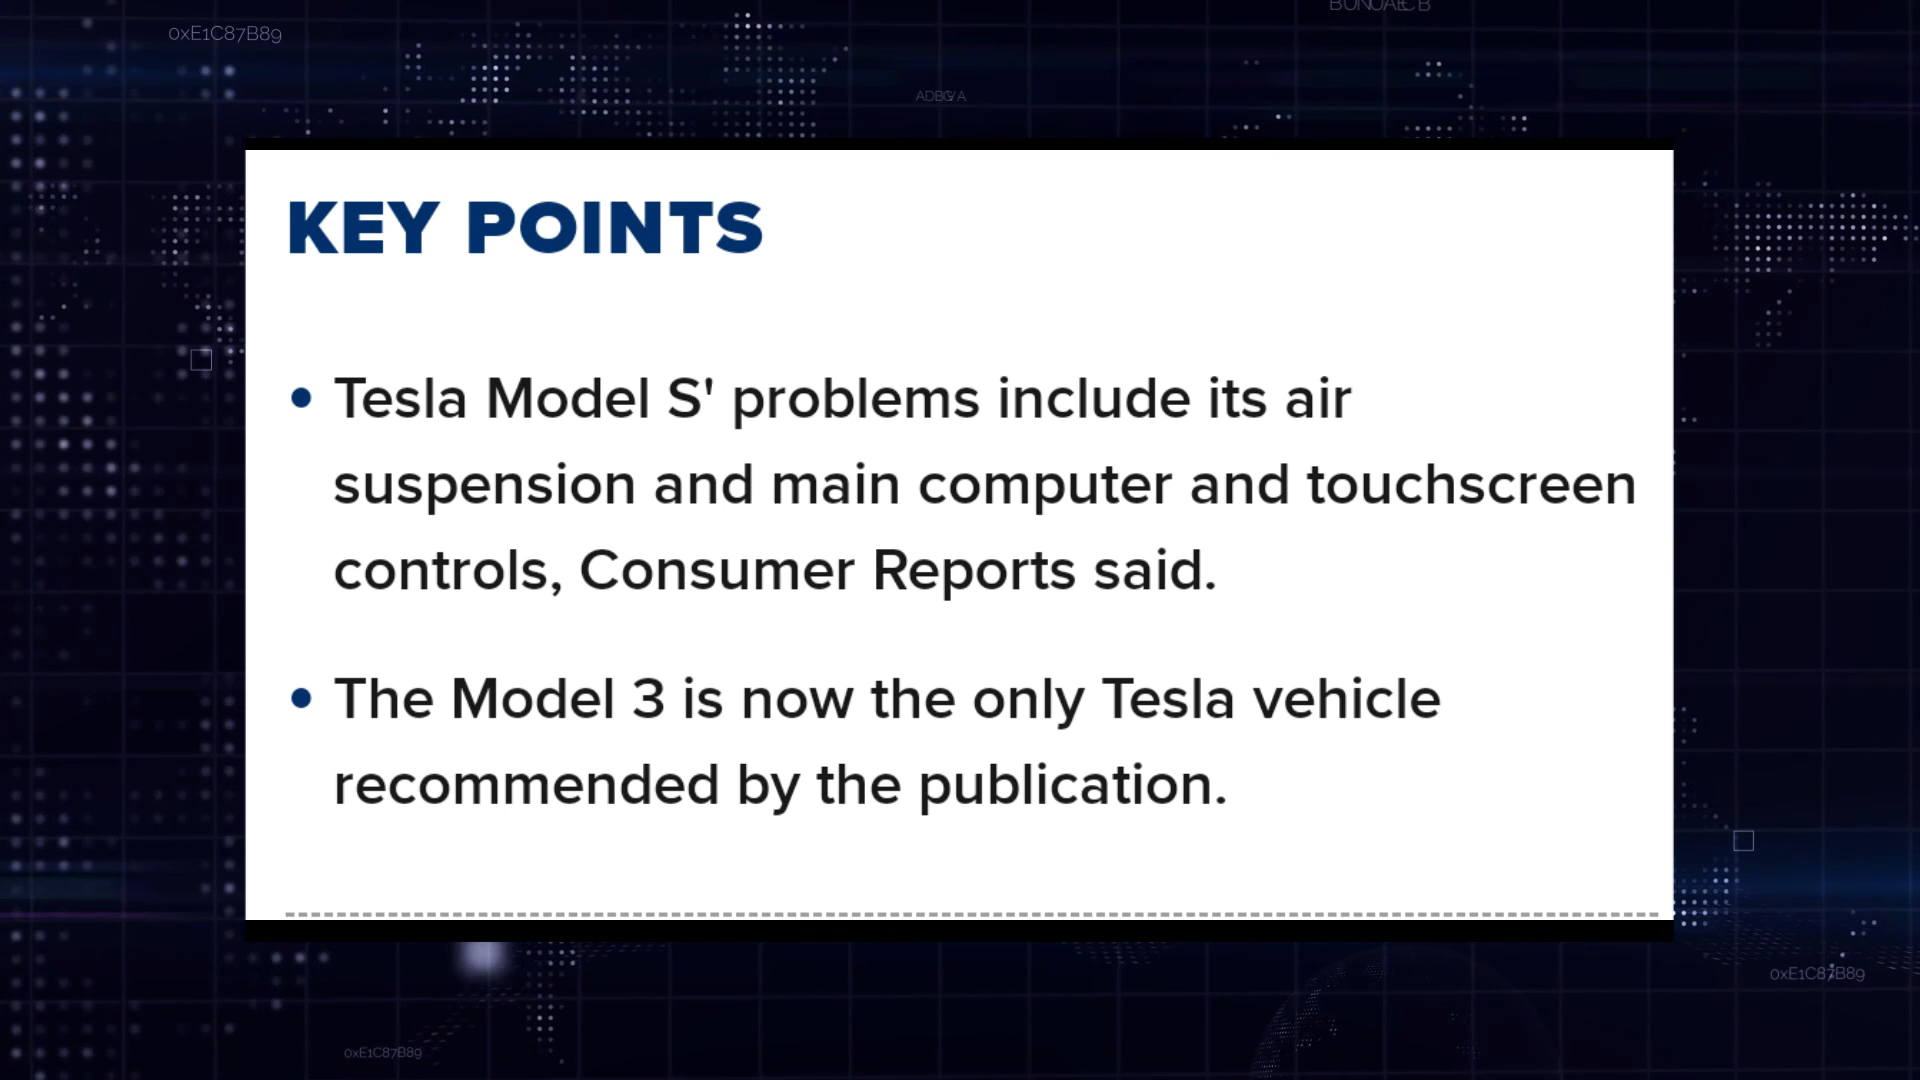 0xE1C87B89
KEY POINTS
• Tesla Model S' problems include its air
suspension and main computer and touchscreen
controls, Consumer Reports said.
• The Model 3 is now the only Tesla vehicle
recommended by the publication.
0xE1C87B89
0xE1C87B89